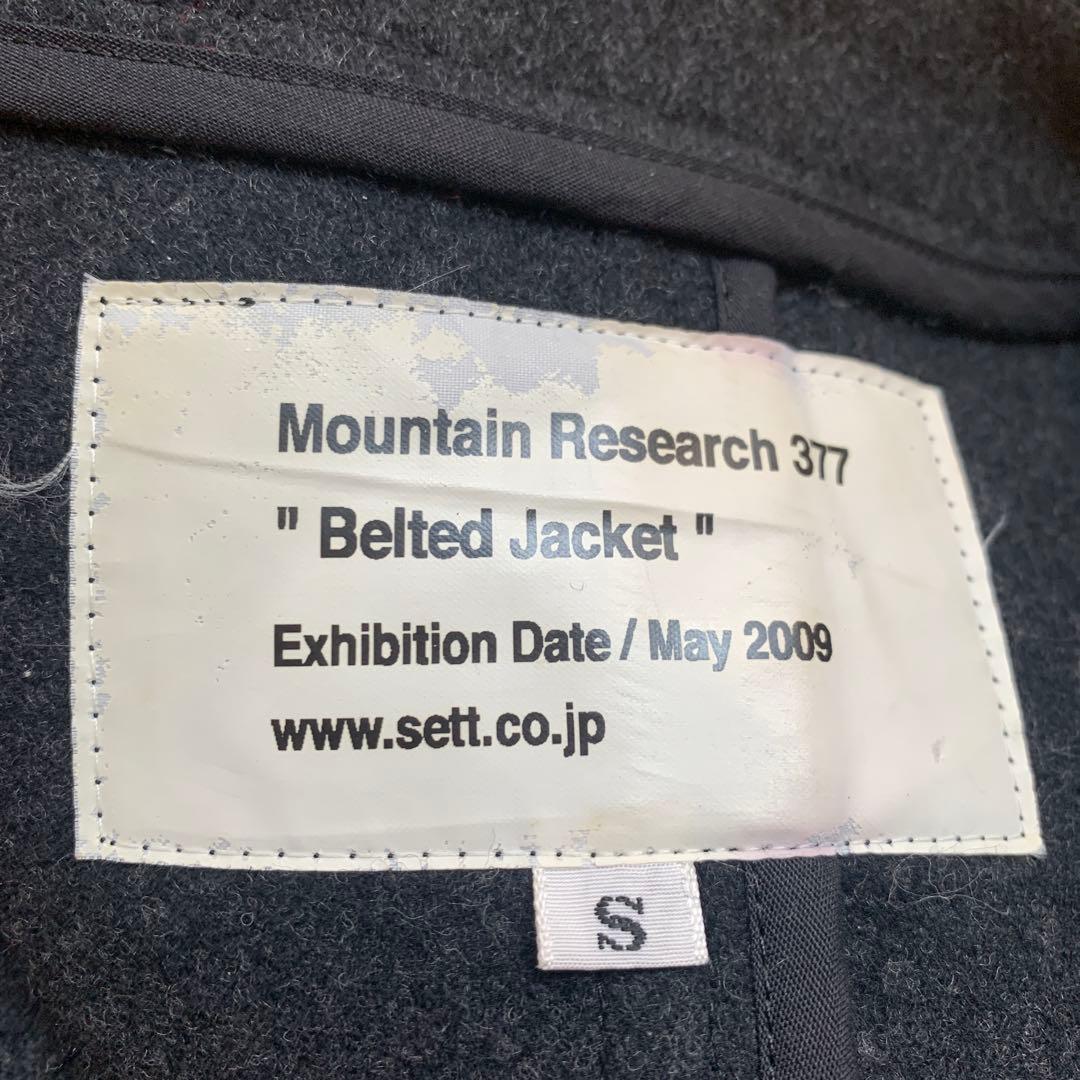 Mountain Research 377
" Belted Jacket "
Exhibition Date / May 2009
www.sett.co.jp
S